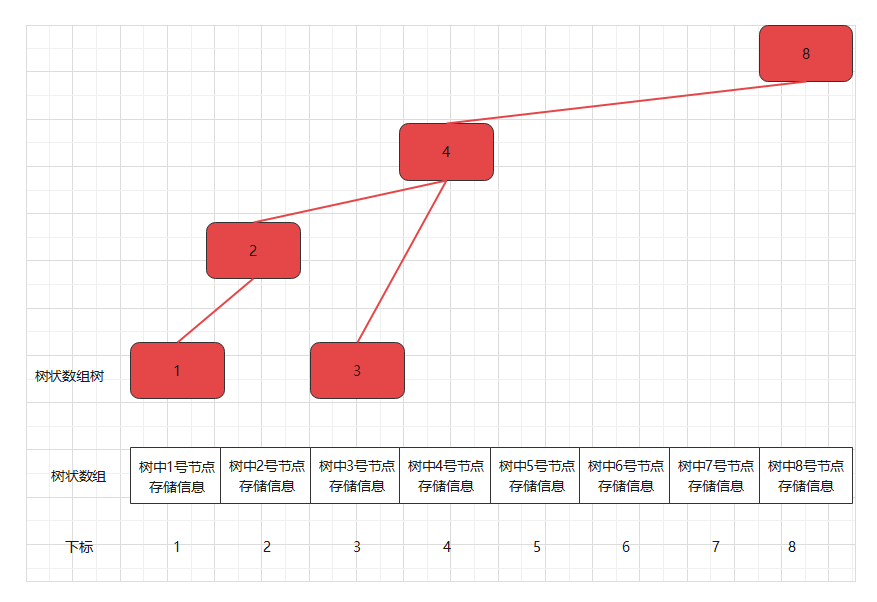 8
4
2
树状数组树
1
3
树状数组
树中1号节点
存储信息
树中2号节点
存储信息
树中3号节点
存储信息
树中4号节点
存储信息
树中5号节点
存储信息
树中6号节点
存储信息
树中7号节点
存储信息
树中8号节点
存储信息
下标 1 2 3 4 5 6 7 8